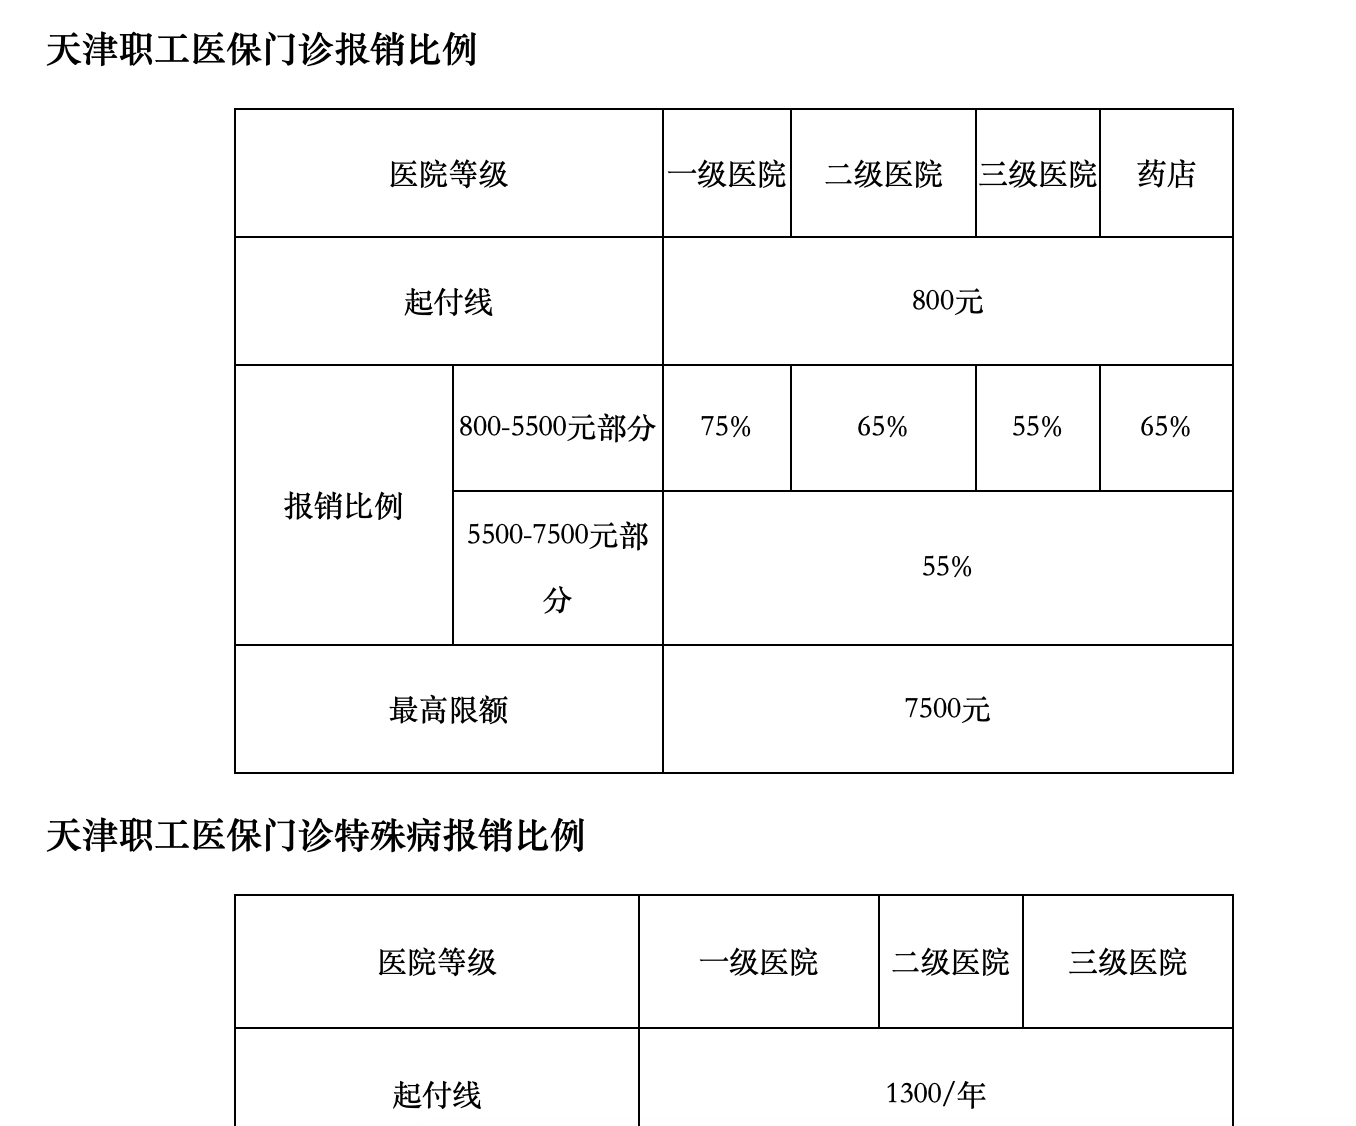 天津职工医保门诊报销比例
医院等级 一级医院 二级医院 三级医院 药店
起付线 800元
报销比例 800-5500元部分 75% 65% 55% 65%
5500-7500元部
分 55%
最高限额 7500元
天津职工医保门诊特殊病报销比例
医院等级 一级医院 二级医院 三级医院
起付线 1300/年